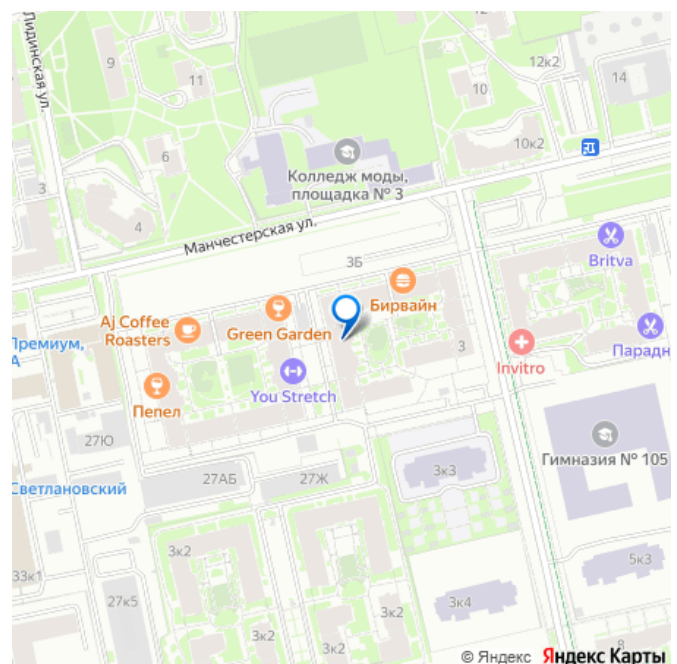 Лидинская ул.
9
11
12
12к2
14
10
10к2
6
3
4
Колледж моды,
площадка № 3
Манчестерская ул.
3Б
Britva
Бирвайн
Aj Coffee
Roasters
Green Garden
Премиум,
А
3
Invitro
Парадн
You Stretch
Пепел
27Ю
Гимназия № 105
27АБ
27Ж
3к3
Светлановский
3к2
5к3
33к1
27к5
3к4
3к2
3к2
8
© Яндекс Яндекс Карты